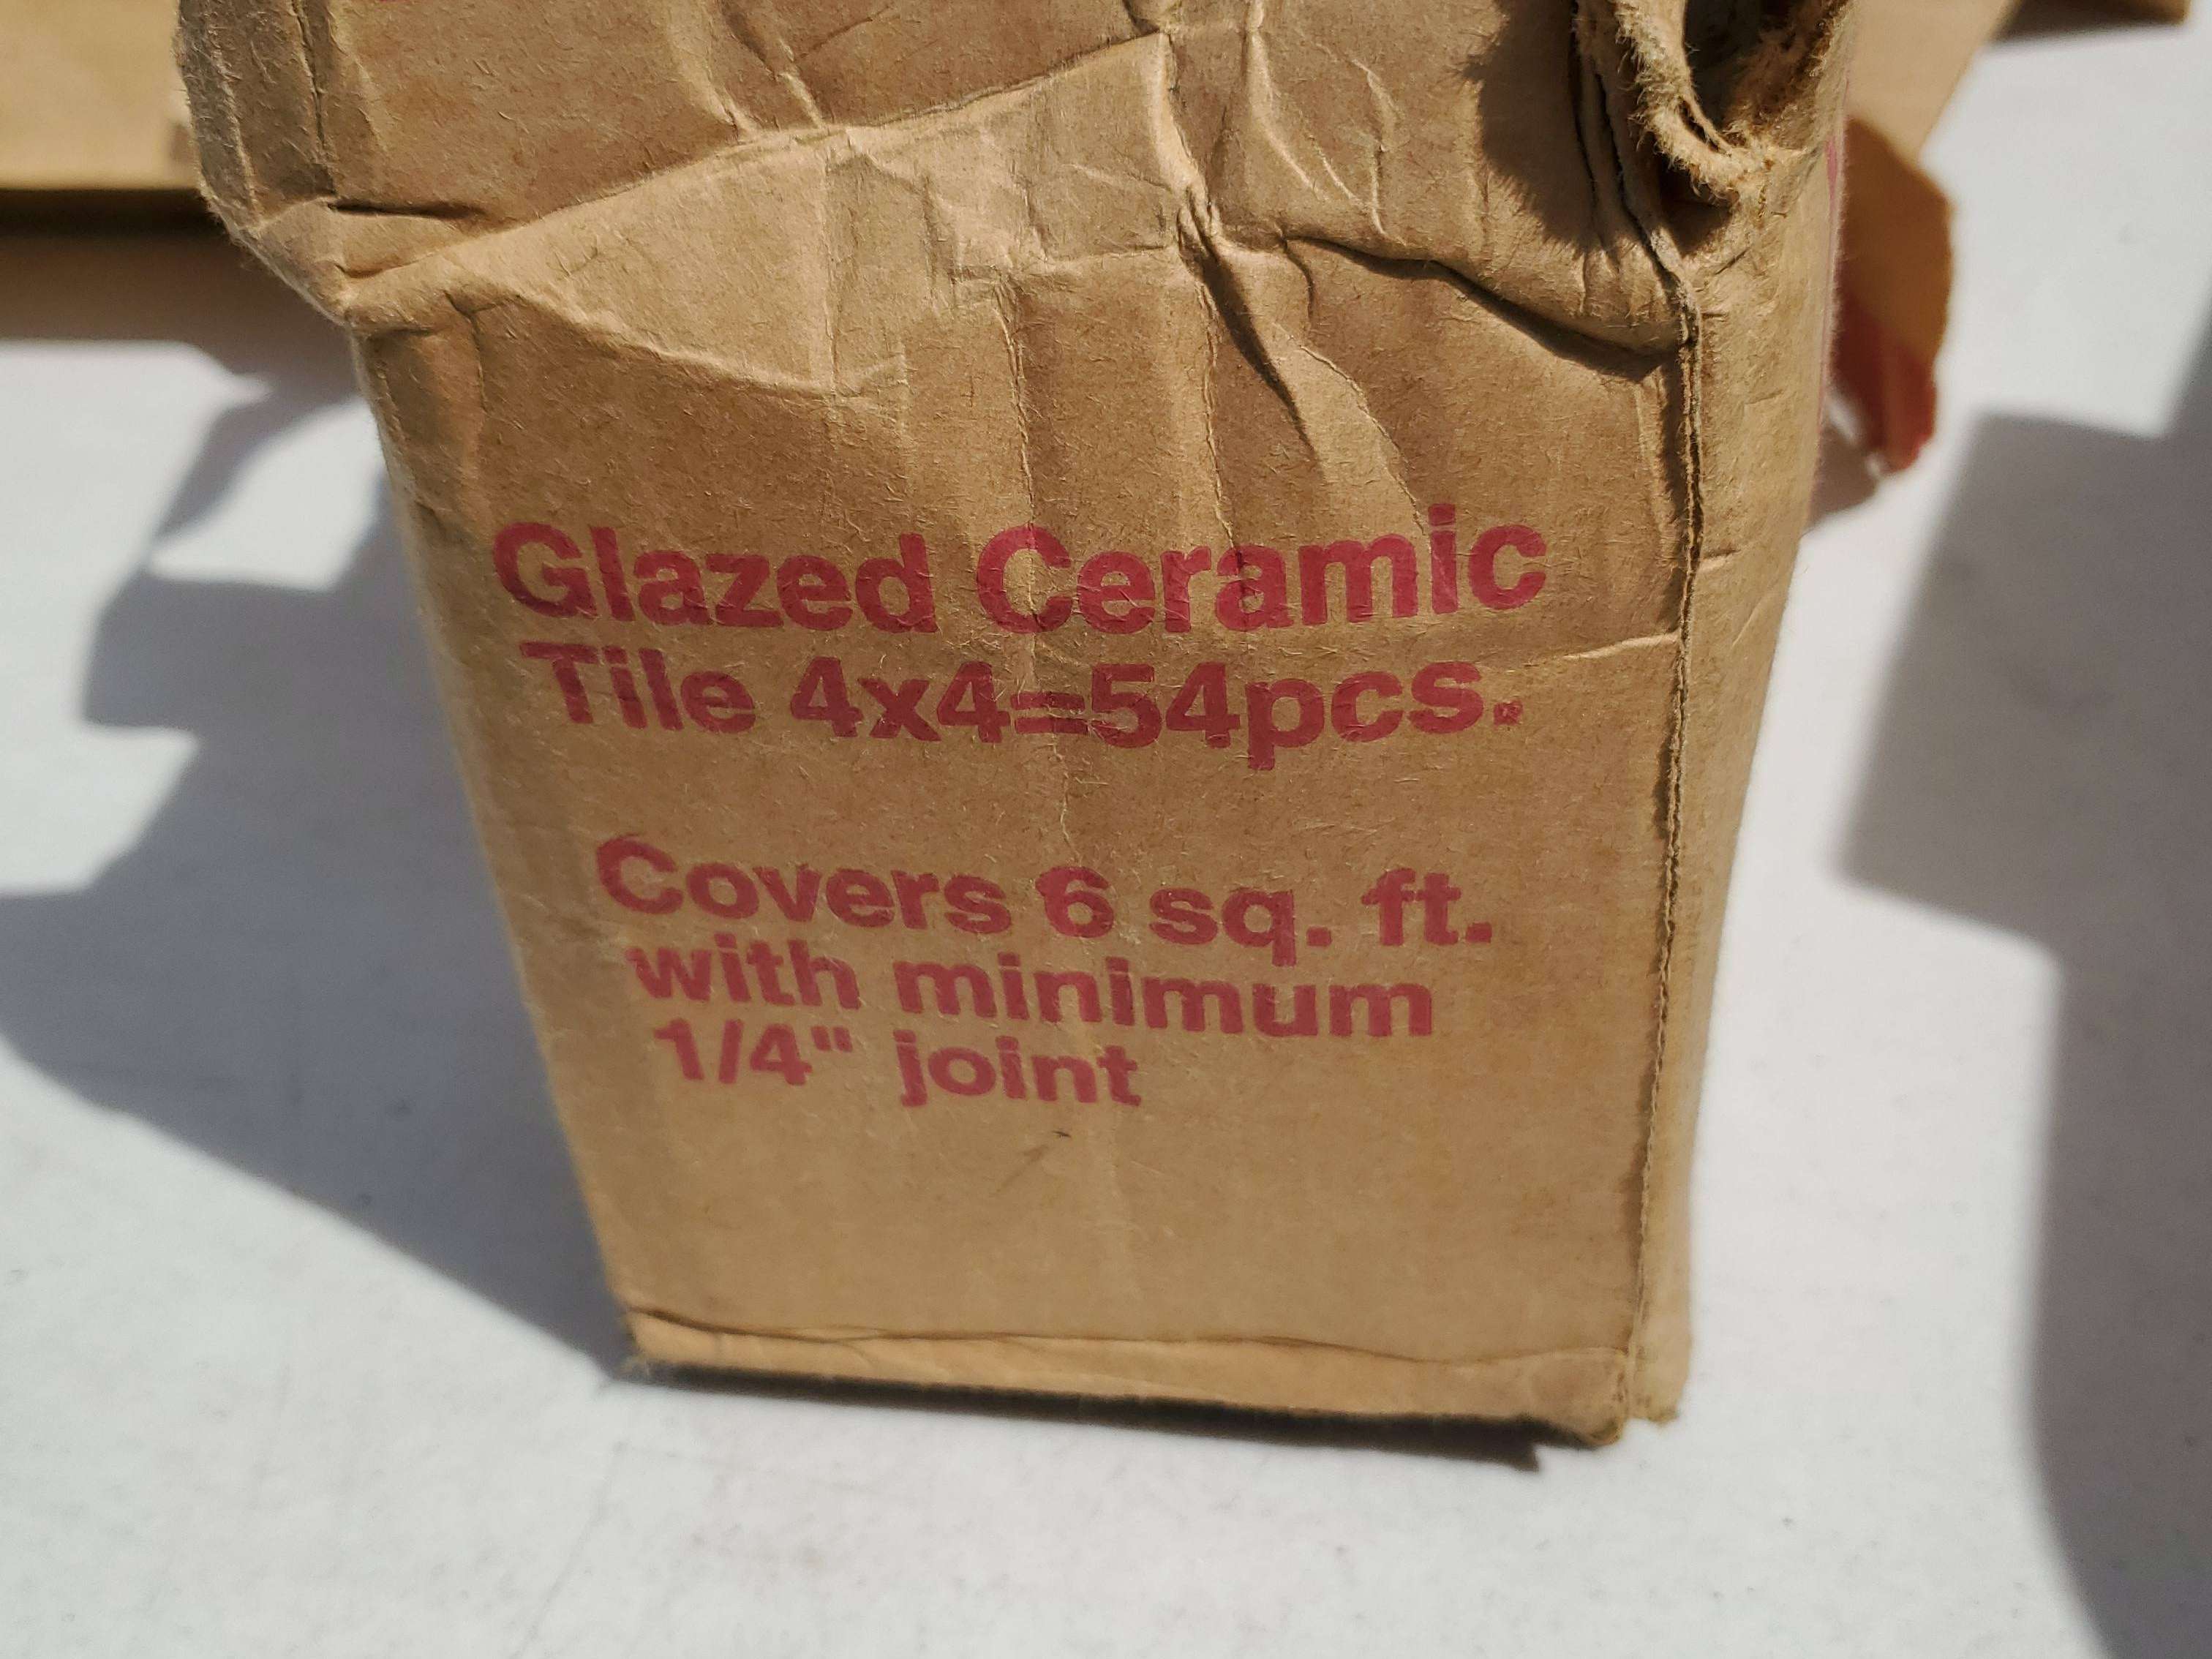 Glazed Ceramic
Tile 4x4=54pcs.
Covers 6 sq. ft.
with minimum
1/4" joint